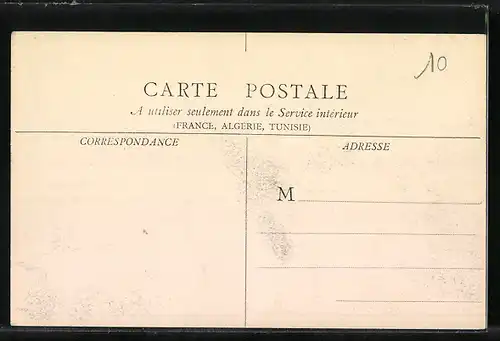 10
CARTE POSTALE
A utiliser seulement dans le Service intérieur
(FRANCE, ALGERIE, TUNISIE)
CORRESPONDANCE
ADRESSE
M